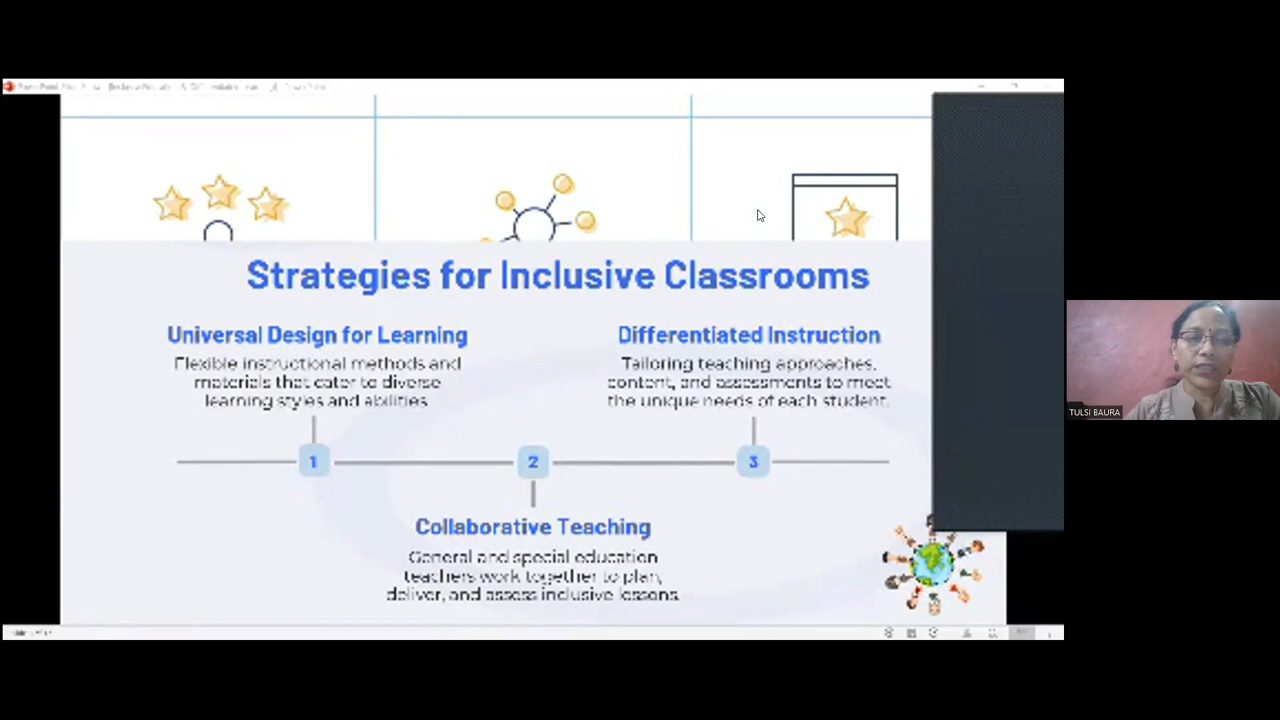 Strategies for Inclusive Classrooms
Universal Design for Learning
Flexible instructional methods and
materials that cater to diverse
learning styles and abilities
Differentiated Instruction
Tailoring teaching approaches,
content, and assessments to meet
the unique needs of each student.
1
2
3
Collaborative Teaching
General and special education
teachers work together to plan,
deliver, and assess inclusive lessons.
TULSI BAURA